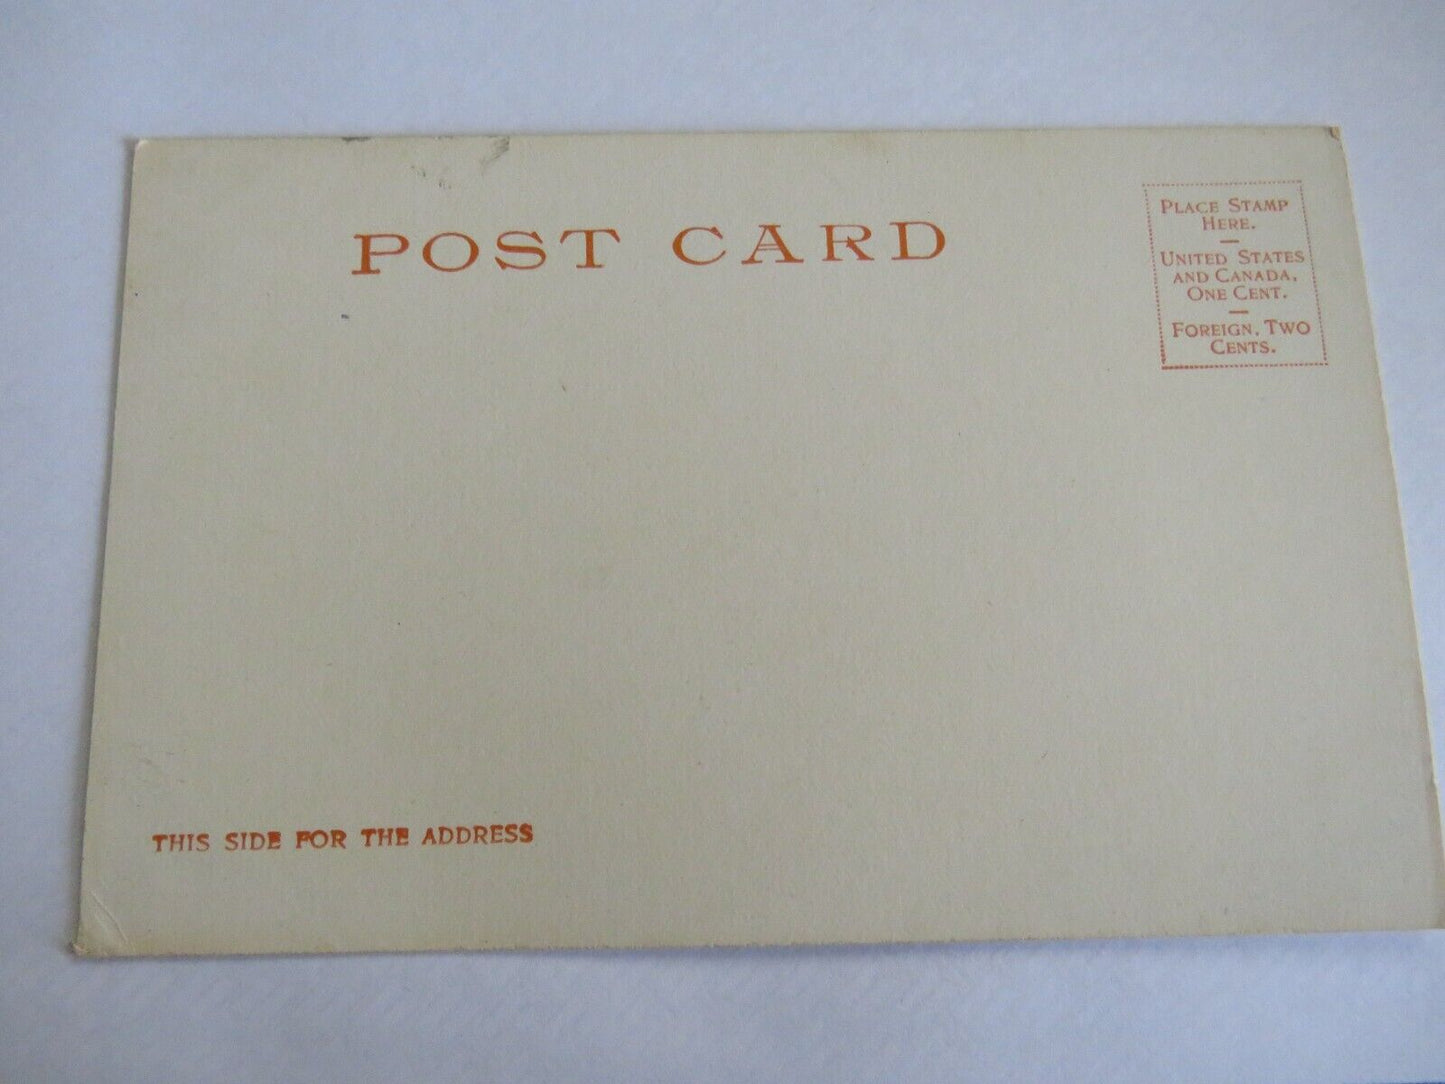 POST CARD
PLACE STAMP
HERE.
UNITED STATES
AND CANADA,
ONE CENT.
FOREIGN, TWO
CENTS.
THIS SIDE FOR THE ADDRESS